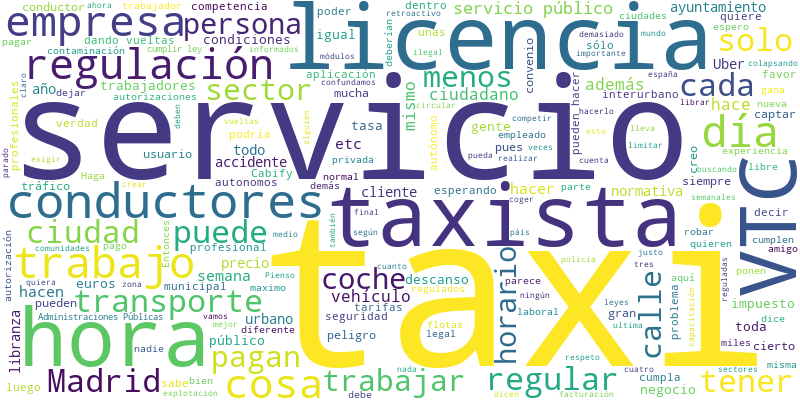 conductor ahora trabajador
competencia
poder
dentro
servicio público
ciudades
ayuntamiento
empresa
persona
licencia
retroactivo
deberían
demasiado
mundo
quiere
pagar
dando vueltas
igual
informados
importante
espero
contaminación
cumplir ley
condiciones
módulos
ilegal
sólo
solo
regulación
aplicación
menos
convenio
españa
Uber
colapsando
claro
trabajadores
confundamos
ciudadano
cada
favor
año
dejar
autorizaciones
sector
mucha
mismo
circular
además
interurbano
hace
nueva
librar
gana
captar
profesionales
deben
servicio
verdad
vueltas
podría
alguien
tasa
gente
unas
competir
pueden hacer
hacerlo
lleva
día
etc
autónomo
empleado
esto
limitar
experiencia
parado
exigir
usuario
todo
accidente
privada
pues
veces
pueda
realizar
cuenta
creo
buscando
libre
tráfico
Haga
crear
autonomos
Cabify
normal
demás
cliente
esperando
hacer
parte
normativa
siempre
semanales
conductores
taxista
coger
VTC
decir
robar
ciudad
puede
final
según
país
policia
justo
quieren
cumplen
amigo
autorización
comunidades
pago
Entonces
profesional
medio
también
taxi
trabajo
semana
precio
coche
cuanto
descanso
horario
parece
tres
calle
problema
aquí
ponen
reguladas
misma
quiera
hacen
euros
zona
municipal
Pienso
maximo
vehículo
regulados
ningún
impuesto
pueden
transporte
tarifas
laboral
leyes
capacitación
dice
Administraciones Públicas
vamos
urbano
seguridad
flotas
gran
ultima
toda
miles
hora
mejor
diferente
peligro
legal
cierto
libranza
nadie
público
pagan
respeto
cuatro
sectores
Madrid
sabe
bien
cosa
nada
trabajar
regular
cumpla
tener
luego
explotación
debe
dicen
facturación
negocio